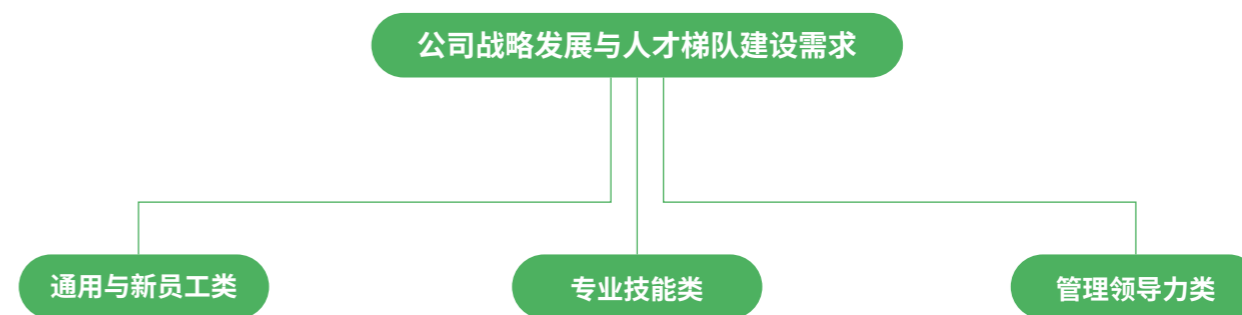 公司战略发展与人才梯队建设需求
通用与新员工类
专业技能类
管理领导力类